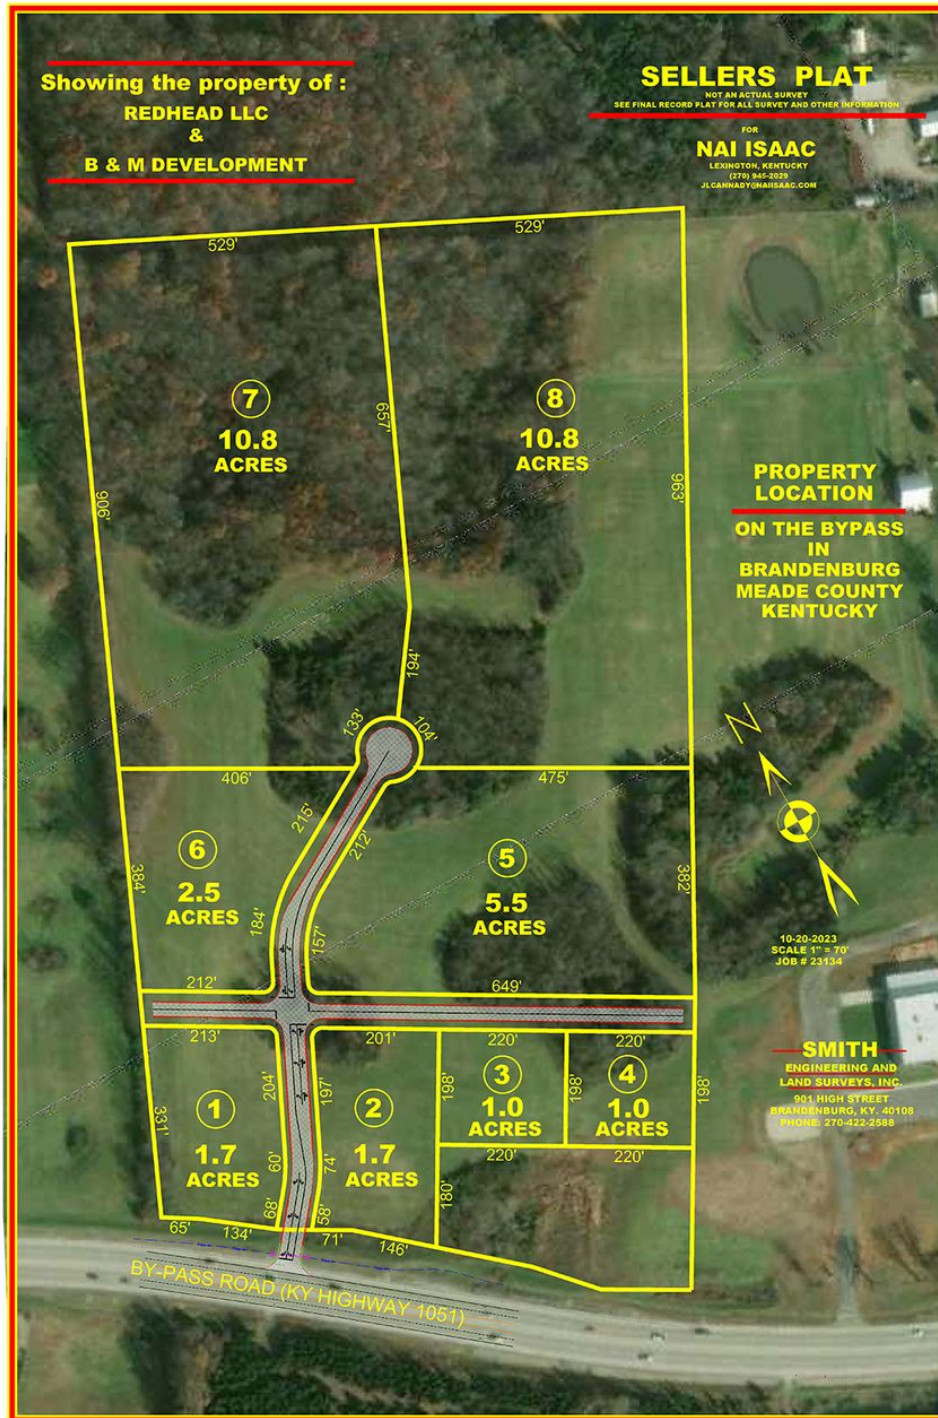 Showing the property of :
REDHEAD LLC
&
B & M DEVELOPMENT
SELLERS PLAT
NOT AN ACTUAL SURVEY
SEE FINAL RECORD PLAT FOR ALL SURVEY AND OTHER INFORMATION
FOR
NAI ISAAC
LEXINGTON, KENTUCKY
(270) 945-2029
JLCANNADY@NAIISAAC.COM
529'
529'
7
10.8
ACRES
657'
8
10.8
ACRES
906'
963'
PROPERTY
LOCATION
ON THE BYPASS
IN
BRANDENBURG
MEADE COUNTY
KENTUCKY
194'
133'
104'
N
406'
475'
215'
212'
6
2.5
ACRES
384'
184'
157'
5
5.5
ACRES
382'
10-20-2023
SCALE 1" = 70'
JOB # 23134
212'
649'
213'
201'
220'
220'
204'
197'
198'
198'
198'
1
1.7
ACRES
331'
2
1.7
ACRES
3
1.0
ACRES
4
1.0
ACRES
SMITH
ENGINEERING AND
LAND SURVEYS, INC.
901 HIGH STREET
BRANDENBURG, KY. 40108
PHONE: 270-422-2588
60'
74'
220'
220'
68'
58'
180'
65'
134'
71'
146'
BY-PASS ROAD (KY HIGHWAY 1051)